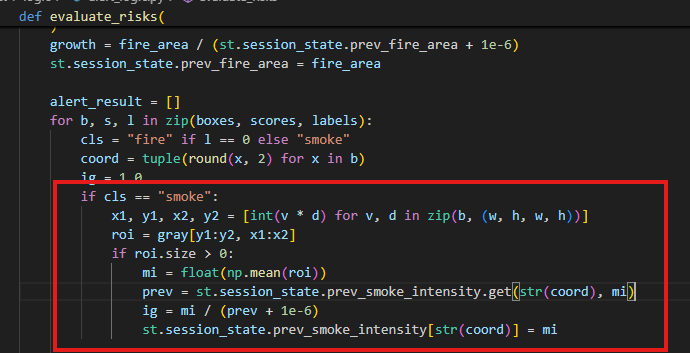 def evaluate_risks(
)
growth = fire_area / (st.session_state.prev_fire_area + 1e-6)
st.session_state.prev_fire_area = fire_area
alert_result = []
for b, s, l in zip(boxes, scores, labels):
cls = "fire" if l == 0 else "smoke"
coord = tuple(round(x, 2) for x in b)
ig = 1.0
if cls == "smoke":
x1, y1, x2, y2 = [int(v * d) for v, d in zip(b, (w, h, w, h))]
roi = gray[y1:y2, x1:x2]
if roi.size > 0:
mi = float(np.mean(roi))
prev = st.session_state.prev_smoke_intensity.get(str(coord), mi)
ig = mi / (prev + 1e-6)
st.session_state.prev_smoke_intensity[str(coord)] = mi